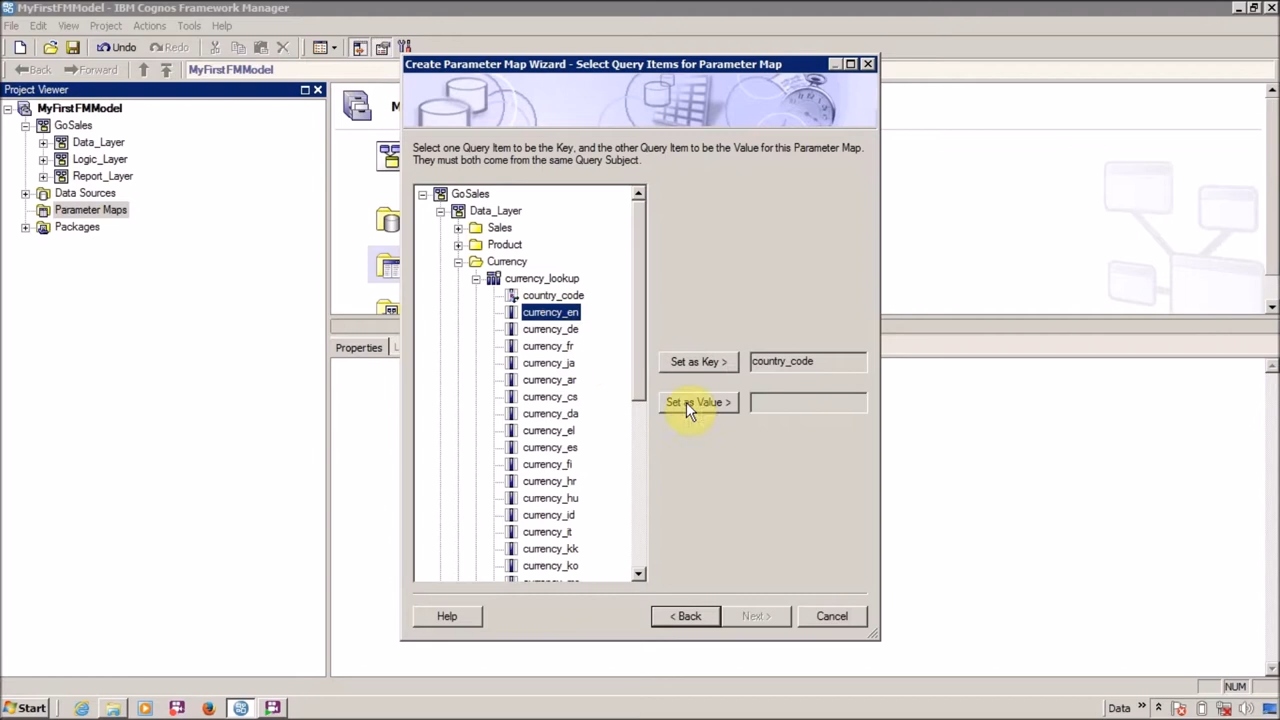 MyFirstFMModel - IBM Cognos Framework Manager
File Edit View Project Actions Tools Help
Undo Redo
Back Forward MyFirstFMModel
Project Viewer
MyFirstFMModel
GoSales
Data_Layer
Logic_Layer
Report_Layer
Data Sources
Parameter Maps
Packages
M
Properties
Create Parameter Map Wizard - Select Query Items for Parameter Map
Select one Query Item to be the Key, and the other Query Item to be the Value for this Parameter Map.
They must both come from the same Query Subject.
GoSales
Data_Layer
Sales
Product
Currency
currency_lookup
country_code
currency_en
currency_de
currency_fr
currency_ja
currency_ar
currency_cs
currency_da
currency_el
currency_es
currency_fi
currency_hr
currency_hu
currency_id
currency_it
currency_kk
currency_ko
Set as Key > country_code
Set as Value >
Help < Back Next > Cancel
NUM
Start Data »